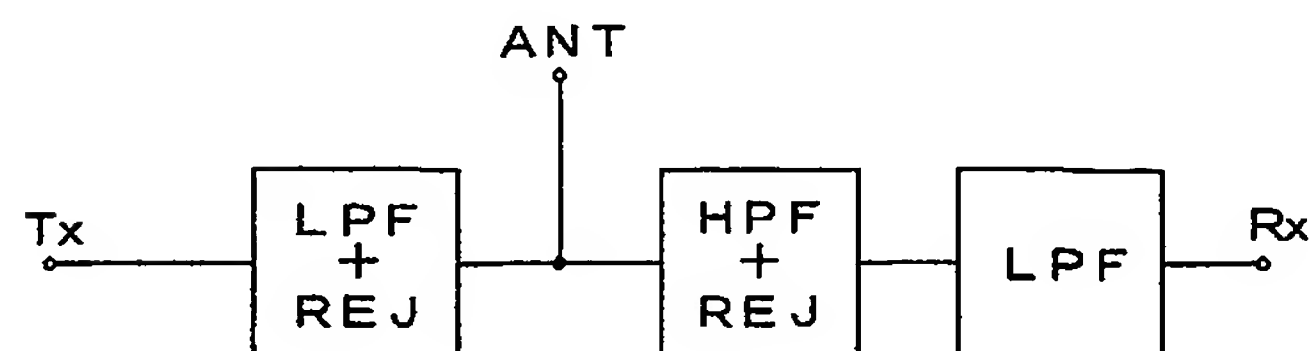 ANT
Tx
LPF
+
REJ
HPF
+
REJ
LPF
Rx